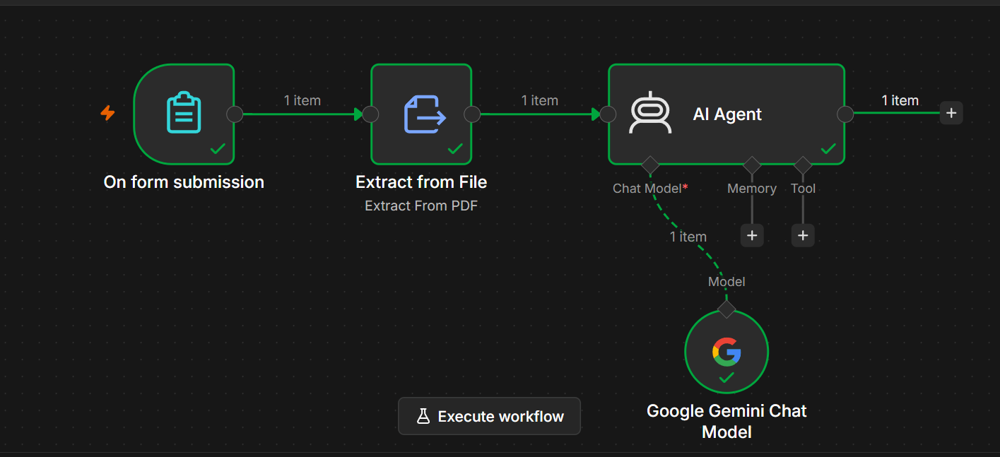 1 item
1 item
1 item
AI Agent
On form submission
Extract from File
Extract From PDF
Chat Model*
Memory
Tool
1 item
Model
Google Gemini Chat
Model
Execute workflow